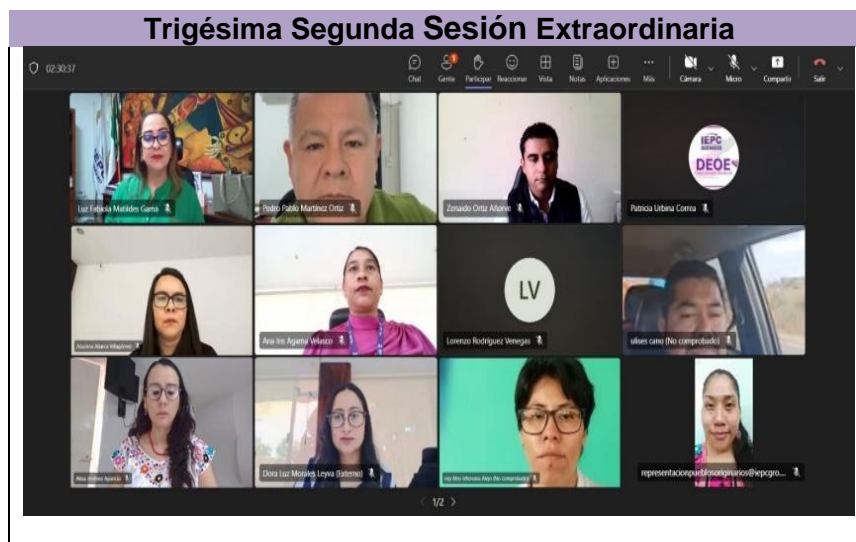 Trigésima Segunda Sesión Extraordinaria
02:30:37
Chat
Gente
Participar
Reaccionar
Vista
Notas
Aplicaciones
Más
Cámara
Micro
Compartir
Salir
Luz Fabiola Matildes Gama
Pedro Pablo Martínez Ortiz
Zenaido Ortiz Añorve
IEPC
DEOE
Patricia Urbina Correa
Azucena Abarca Villagómez
Ana Iris Agama Velasco
LV
Lorenzo Rodríguez Venegas
ulises cano (No comprobado)
Dora Luz Morales Leyva (Externo)
representacionpueblosoriginarios@iepcgro...
1/2